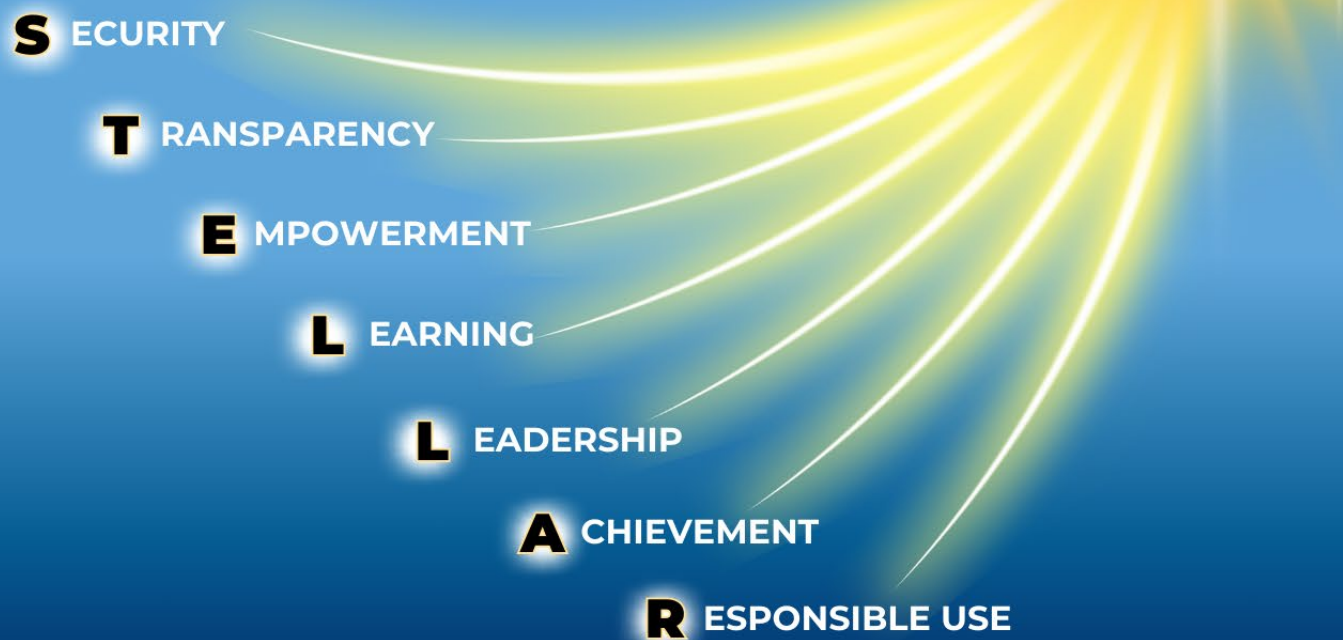 SECURITY
TRANSPARENCY
EMPOWERMENT
LEARNING
LEADERSHIP
ACHIEVEMENT
RESPONSIBLE USE